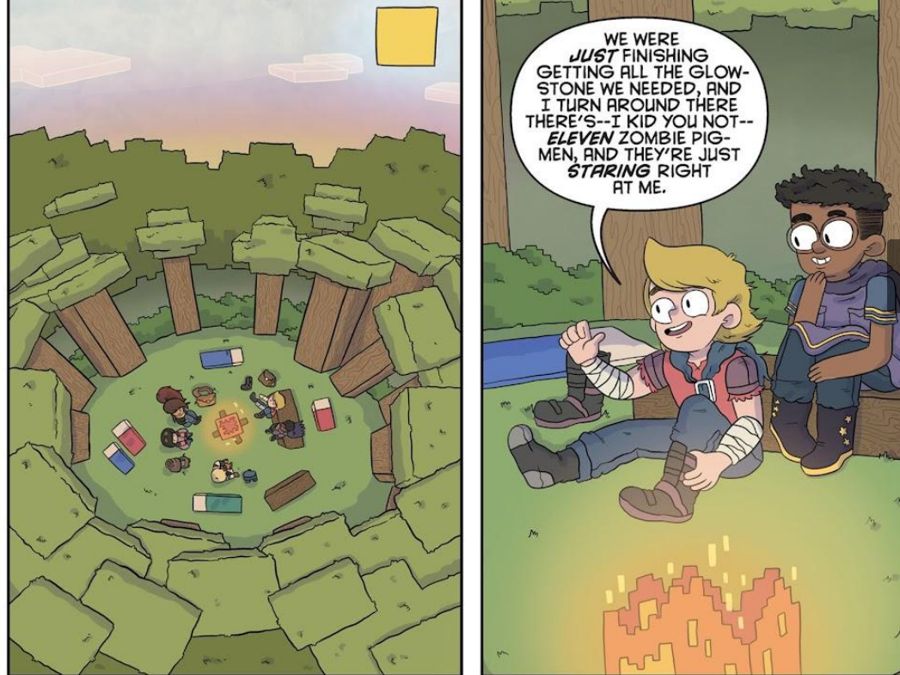 WE WERE
JUST FINISHING
GETTING ALL THE GLOW-
STONE WE NEEDED, AND
I TURN AROUND THERE
THERE'S--I KID YOU NOT--
ELEVEN ZOMBIE PIG-
MEN, AND THEY'RE JUST
STARING RIGHT
AT ME.